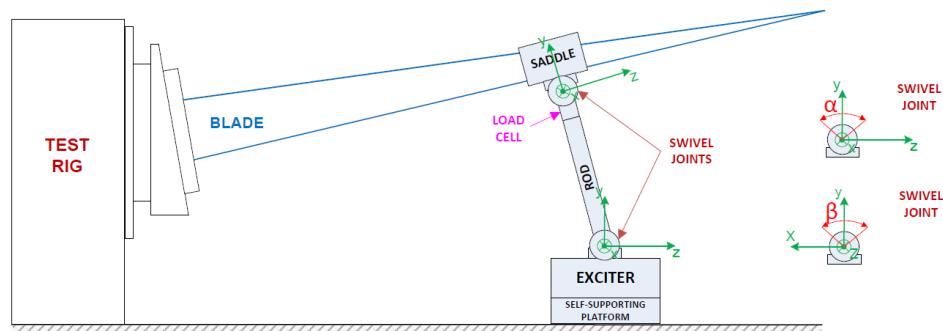 TEST
RIG
BLADE
y
SADDLE
z
x
LOAD
CELL
SWIVEL
JOINTS
ROD
y
z
x
EXCITER
SELF-SUPPORTING
PLATFORM
y
α
x
z
SWIVEL
JOINT
y
β
X
Z
SWIVEL
JOINT